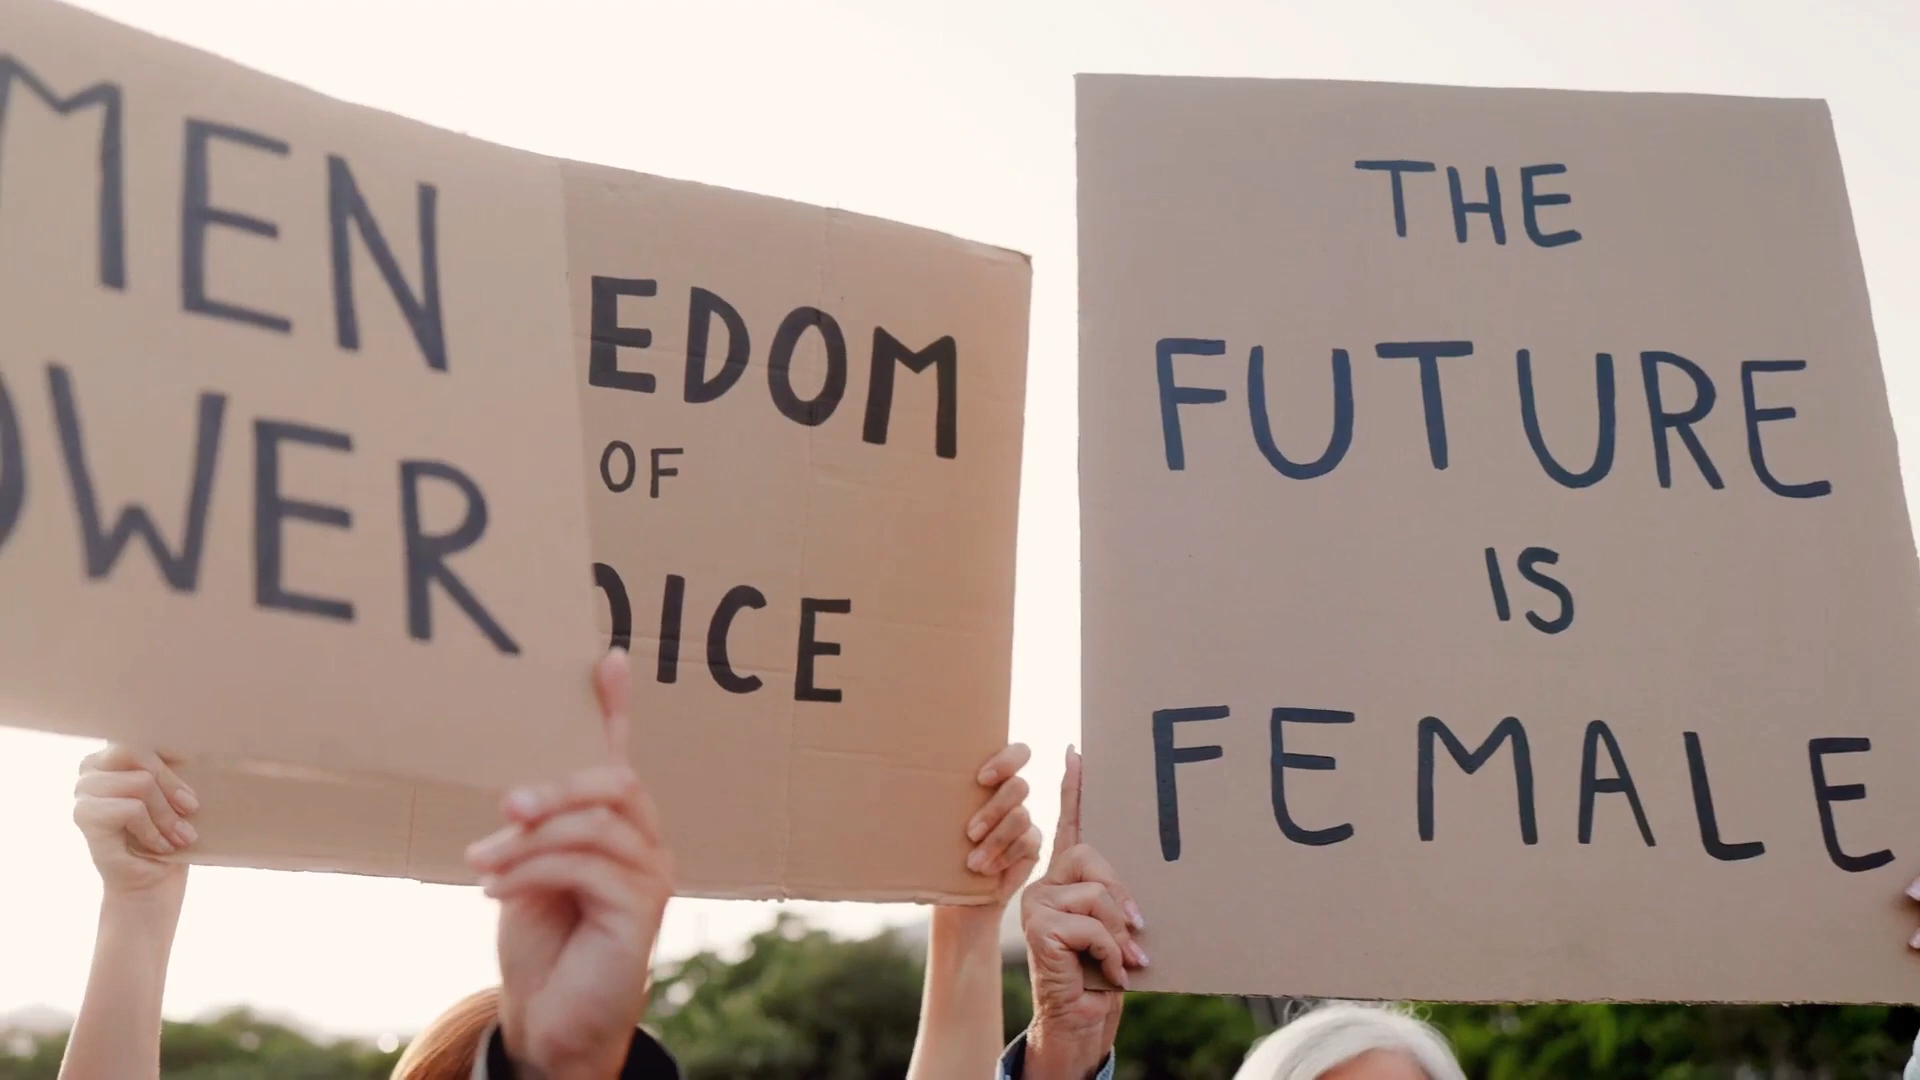 MEN
OWER
EDOM
OF
OICE
THE
FUTURE
IS
FEMALE